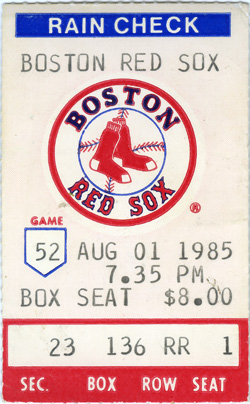 RAIN CHECK
BOSTON RED SOX
BOSTON
RED SOX
®
GAME
52 AUG 01 1985
7.35 PM
BOX SEAT $8.00
23 136 RR 1
SEC. BOX ROW SEAT